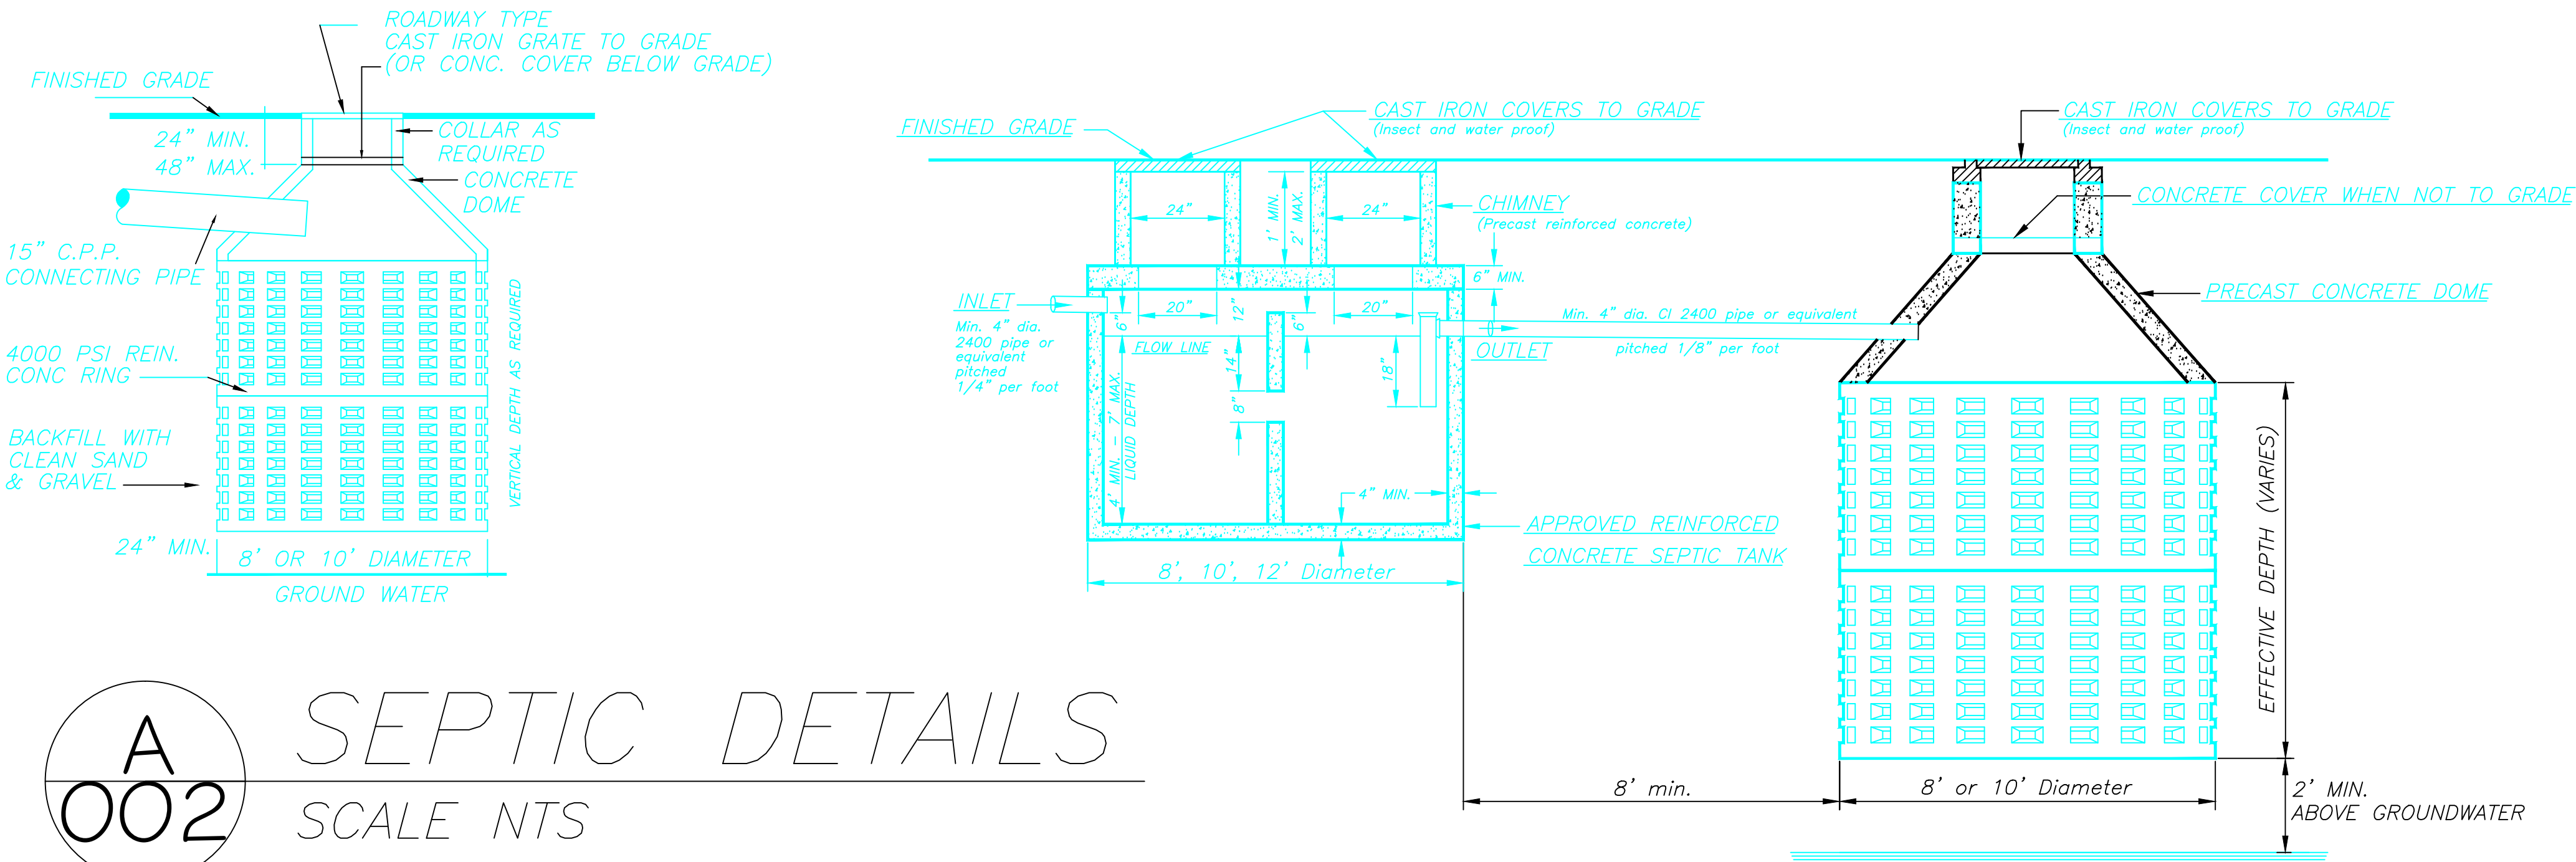 ROADWAY TYPE
CAST IRON GRATE TO GRADE
(OR CONC. COVER BELOW GRADE)
FINISHED GRADE
24" MIN.
48" MAX.
COLLAR AS
REQUIRED
CONCRETE
DOME
15" C.P.P.
CONNECTING PIPE
4000 PSI REIN.
CONC RING
VERTICAL DEPTH AS REQUIRED
BACKFILL WITH
CLEAN SAND
& GRAVEL
24" MIN.
8' OR 10' DIAMETER
GROUND WATER
FINISHED GRADE
CAST IRON COVERS TO GRADE
(Insect and water proof)
24"
1' MIN.
2' MAX.
24"
CHIMNEY
(Precast reinforced concrete)
6" MIN.
INLET
Min. 4" dia.
2400 pipe or
equivalent
pitched
1/4" per foot
6"
20"
12"
6"
20"
FLOW LINE
14"
8"
18"
4' MIN. - 7' MAX.
LIQUID DEPTH
4" MIN.
Min. 4" dia. CI 2400 pipe or equivalent
OUTLET
pitched 1/8" per foot
APPROVED REINFORCED
CONCRETE SEPTIC TANK
8', 10', 12' Diameter
CAST IRON COVERS TO GRADE
(Insect and water proof)
CONCRETE COVER WHEN NOT TO GRADE
PRECAST CONCRETE DOME
EFFECTIVE DEPTH (VARIES)
8' min.
8' or 10' Diameter
2' MIN.
ABOVE GROUNDWATER
A
002
SEPTIC DETAILS
SCALE NTS